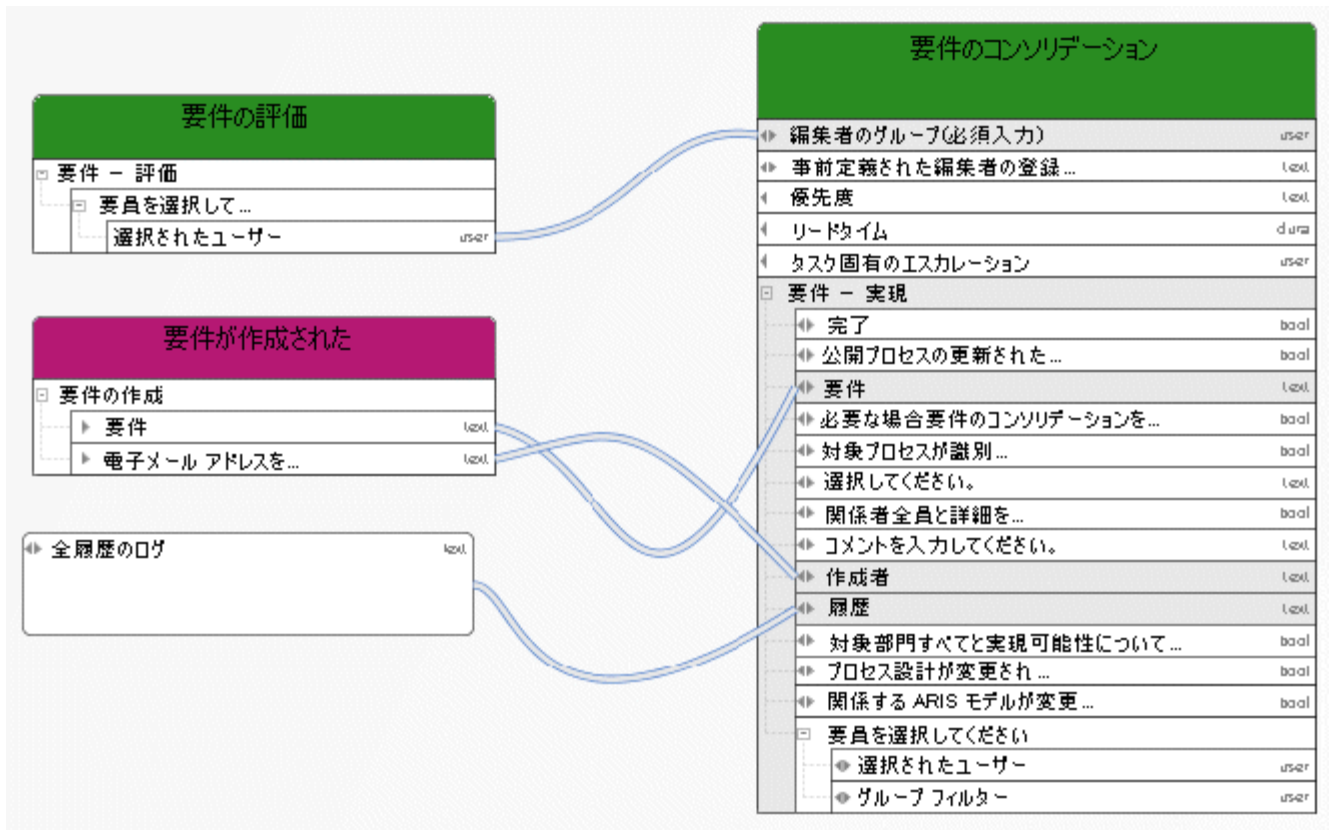 要件の評価
要件 - 評価
要員を選択して...
選択されたユーザー user
要件が作成された
要件の作成
要件 text
電子メール アドレスを... text
全履歴のログ text
要件のコンソリデーション
編集者のグループ(必須入力) user
事前定義された編集者の登録... text
優先度 text
リードタイム dura
タスク固有のエスカレーション user
要件 - 実現
完了 bool
公開プロセスの更新された... bool
要件 text
必要な場合要件のコンソリデーションを... bool
対象プロセスが識別... bool
選択してください。 text
関係者全員と詳細を... bool
コメントを入力してください。 text
作成者 text
履歴 text
対象部門すべてと実現可能性について... bool
プロセス設計が変更され... bool
関係する ARIS モデルが変更... bool
要員を選択してください
選択されたユーザー user
グループ フィルター user